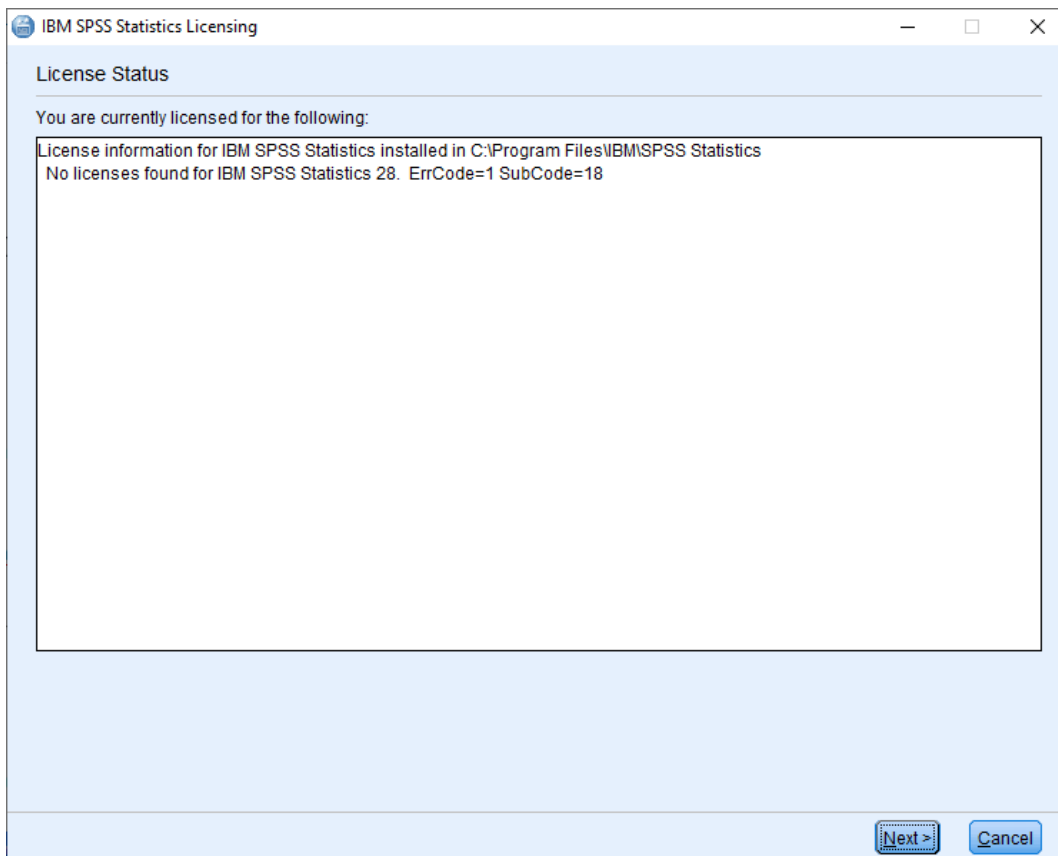 IBM SPSS Statistics Licensing
License Status
You are currently licensed for the following:
License information for IBM SPSS Statistics installed in C:\Program Files\IBM\SPSS Statistics
No licenses found for IBM SPSS Statistics 28.  ErrCode=1 SubCode=18
Next >
Cancel